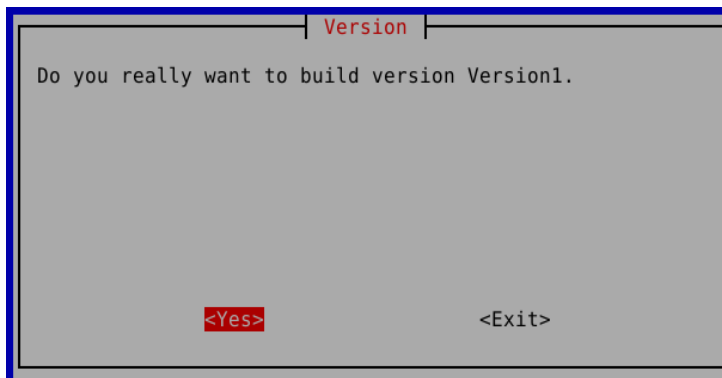 Version
Do you really want to build version Version1.
<Yes> <Exit>